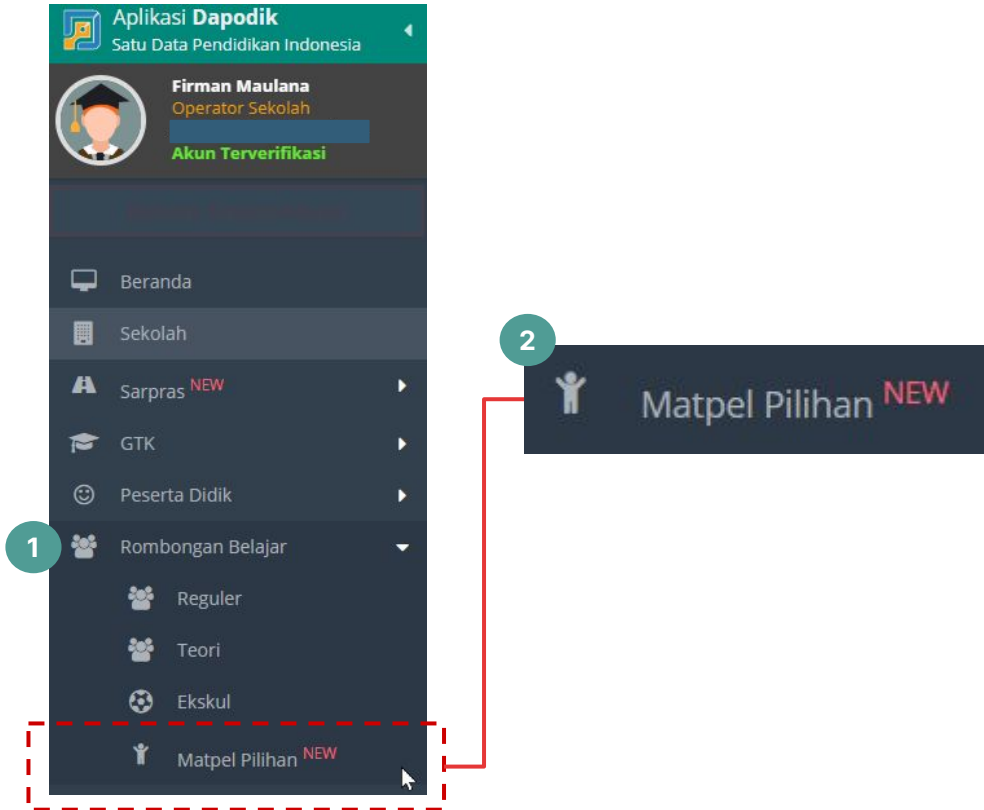 Aplikasi Dapodik
Satu Data Pendidikan Indonesia
Firman Maulana
Operator Sekolah
Akun Terverifikasi
Beranda
Sekolah
Sarpras NEW
GTK
Peserta Didik
1
Rombongan Belajar
Reguler
Teori
Ekskul
Matpel Pilihan NEW
2
Matpel Pilihan NEW